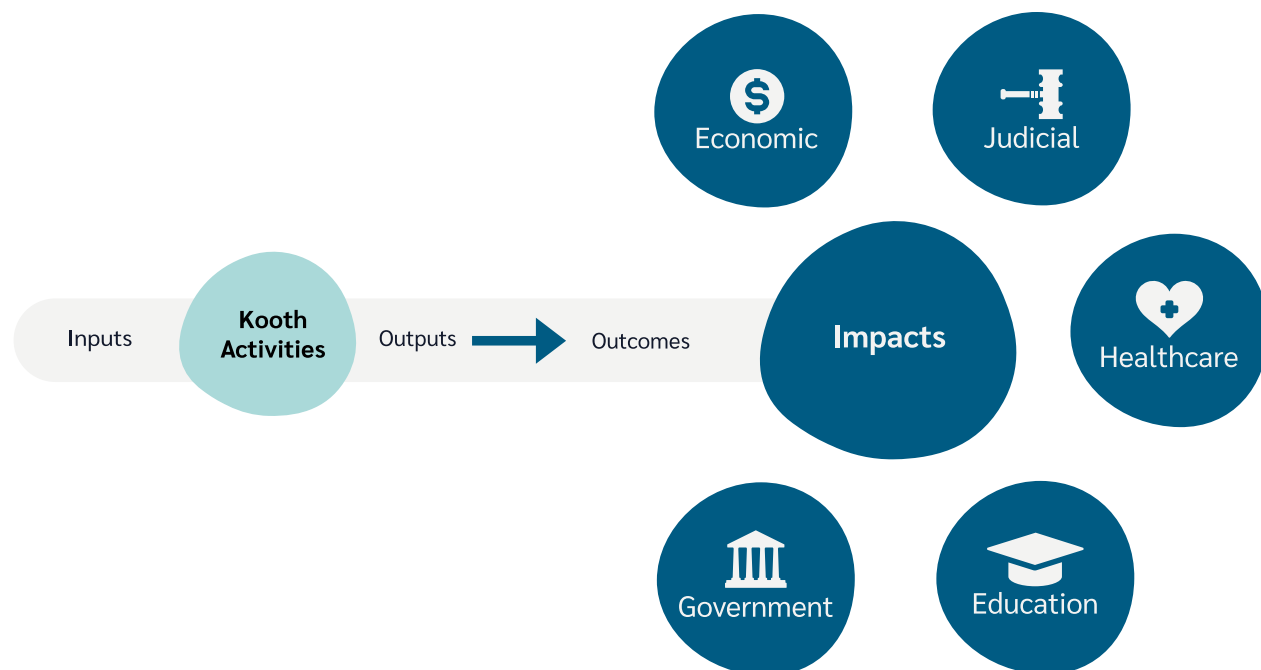 Economic
Judicial
Inputs
Kooth
Activities
Outputs
Outcomes
Impacts
Healthcare
Government
Education